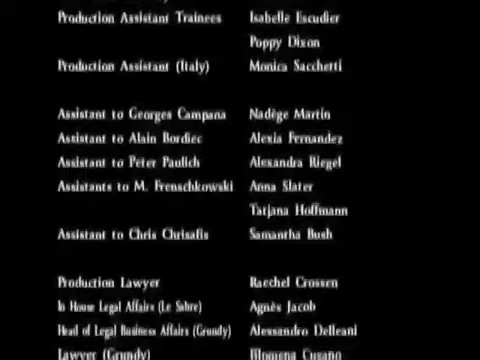 Production Assistant Trainees Isabelle Escudier
Poppy Dixon
Production Assistant (Italy) Monica Sacchetti
Assistant to Georges Campana Nadège Martin
Assistant to Alain Bordiec Alexia Fernandez
Assistant to Peter Paulich Alexandra Riegel
Assistants to M. Frenschkowski Anna Slater
Tatjana Hoffmann
Assistant to Chris Chrisafis Samantha Bush
Production Lawyer Raechel Crossen
In House Legal Affairs (Le Sabre) Agnès Jacob
Head of Legal Business Affairs (Grundy) Alessandro Delleani
Lawyer (Grundy)